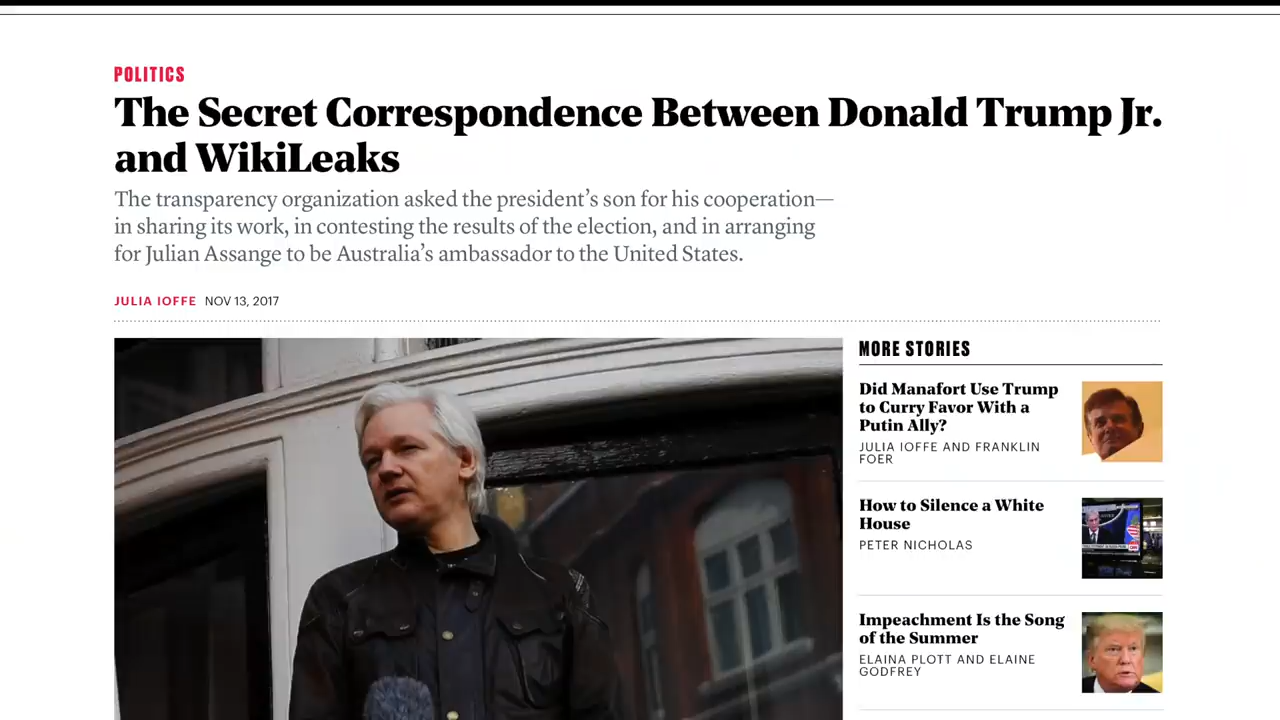 POLITICS
The Secret Correspondence Between Donald Trump Jr.
and WikiLeaks
The transparency organization asked the president’s son for his cooperation—
in sharing its work, in contesting the results of the election, and in arranging
for Julian Assange to be Australia’s ambassador to the United States.
JULIA IOFFE NOV 13, 2017
MORE STORIES
Did Manafort Use Trump
to Curry Favor With a
Putin Ally?
JULIA IOFFE AND FRANKLIN
FOER
How to Silence a White
House
PETER NICHOLAS
Impeachment Is the Song
of the Summer
ELAINA PLOTT AND ELAINE
GODFREY